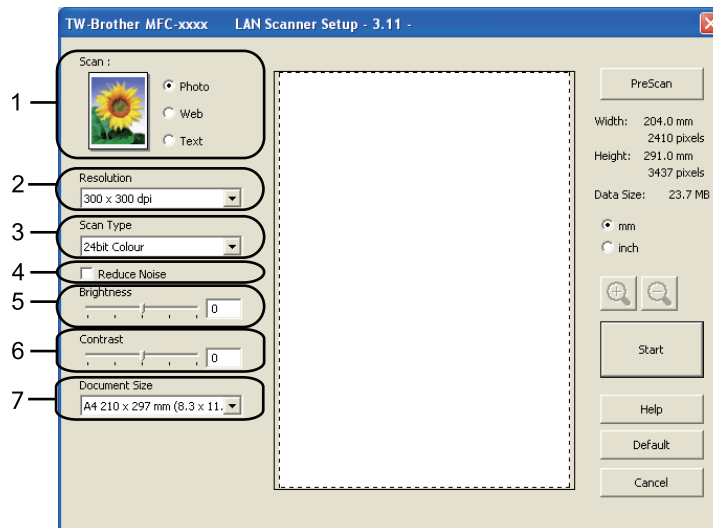 TW-Brother MFC-xxxx LAN Scanner Setup - 3.11 -
1
Scan :
Photo
Web
Text
2
Resolution
300 x 300 dpi
3
Scan Type
24bit Colour
4
Reduce Noise
5
Brightness
0
6
Contrast
0
7
Document Size
A4 210 x 297 mm (8.3 x 11.
PreScan
Width: 204.0 mm
2410 pixels
Height: 291.0 mm
3437 pixels
Data Size: 23.7 MB
mm
inch
Start
Help
Default
Cancel